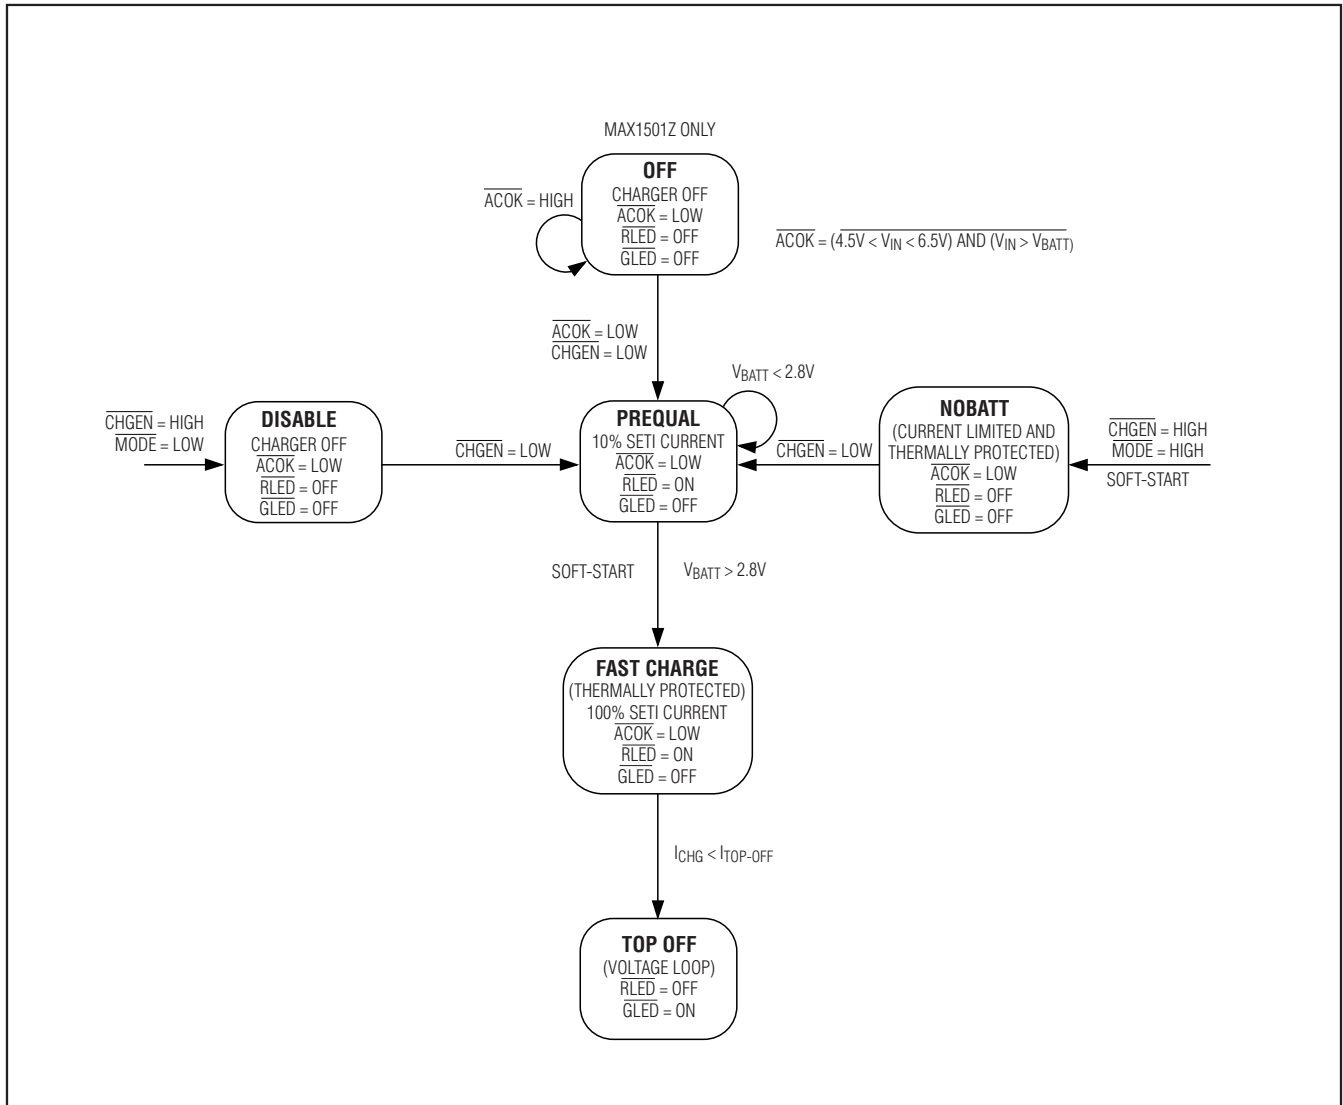 MAX1501Z ONLY
OFF
CHARGER OFF
ACOK = LOW
RLED = OFF
GLED = OFF
ACOK = HIGH
ACOK = (4.5V < VIN < 6.5V) AND (VIN > VBATT)
ACOK = LOW
CHGEN = LOW
VBATT < 2.8V
CHGEN = HIGH
MODE = LOW
DISABLE
CHARGER OFF
ACOK = LOW
RLED = OFF
GLED = OFF
CHGEN = LOW
PREQUAL
10% SETI CURRENT
ACOK = LOW
RLED = ON
GLED = OFF
CHGEN = LOW
NOBATT
(CURRENT LIMITED AND
THERMALLY PROTECTED)
ACOK = LOW
RLED = OFF
GLED = OFF
CHGEN = HIGH
MODE = HIGH
SOFT-START
SOFT-START
VBATT > 2.8V
FAST CHARGE
(THERMALLY PROTECTED)
100% SETI CURRENT
ACOK = LOW
RLED = ON
GLED = OFF
ICHG < ITOP-OFF
TOP OFF
(VOLTAGE LOOP)
RLED = OFF
GLED = ON